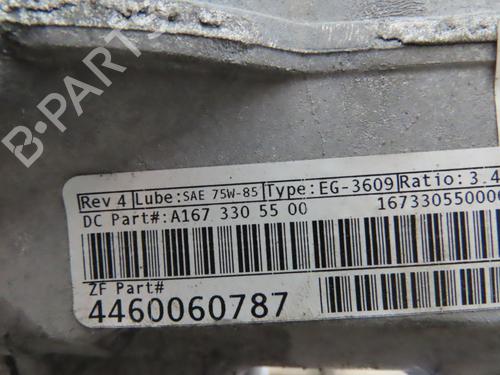 B-PARTS
Rev 4 Lube: SAE 75W-85 Type: EG-3609 Ratio: 3.4
DC Part#: A167 330 55 00 1673305500
ZF Part#
4460060787